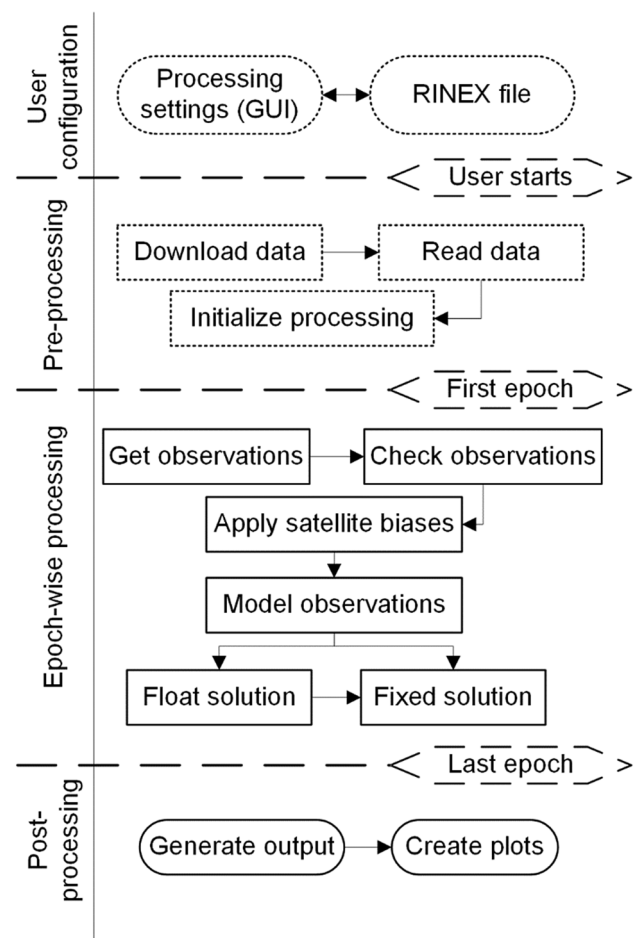 User
configuration
Processing
settings (GUI)
RINEX file
User starts
Pre-processing
Download data
Read data
Initialize processing
First epoch
Epoch-wise processing
Get observations
Check observations
Apply satellite biases
Model observations
Float solution
Fixed solution
Last epoch
Post-
processing
Generate output
Create plots